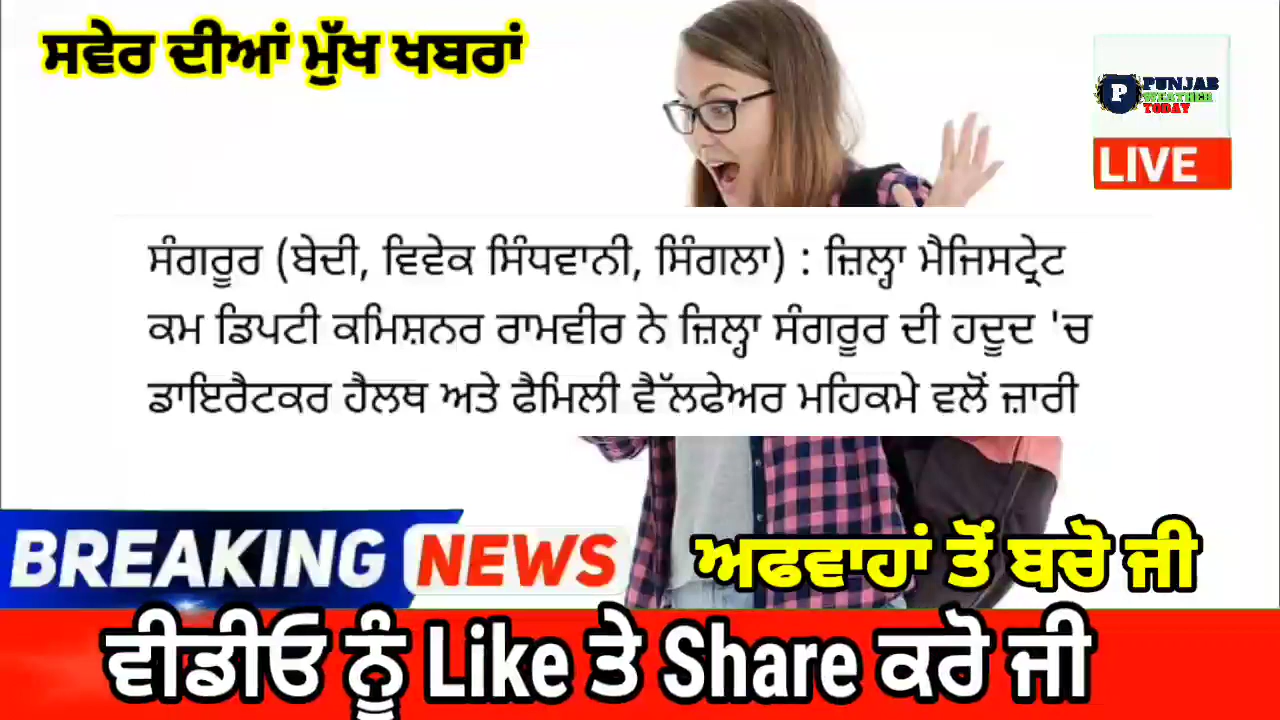 ਸਵੇਰ ਦੀਆਂ ਮੁੱਖ ਖਬਰਾਂ
P PUNJAB
WEATHER
TODAY
LIVE
ਸੰਗਰੂਰ (ਬੇਦੀ, ਵਿਵੇਕ ਸਿੰਧਵਾਨੀ, ਸਿੰਗਲਾ) : ਜ਼ਿਲ੍ਹਾ ਮੈਜਿਸਟ੍ਰੇਟ
ਕਮ ਡਿਪਟੀ ਕਮਿਸ਼ਨਰ ਰਾਮਵੀਰ ਨੇ ਜ਼ਿਲ੍ਹਾ ਸੰਗਰੂਰ ਦੀ ਹਦੂਦ 'ਚ
ਡਾਇਰੈਟਕਰ ਹੈਲਥ ਅਤੇ ਫੈਮਿਲੀ ਵੈੱਲਫੇਅਰ ਮਹਿਕਮੇ ਵਲੋਂ ਜ਼ਾਰੀ
BREAKING NEWS
ਅਫਵਾਹਾਂ ਤੋਂ ਬਚੋ ਜੀ
ਵੀਡੀਓ ਨੂੰ Like ਤੇ Share ਕਰੋ ਜੀ